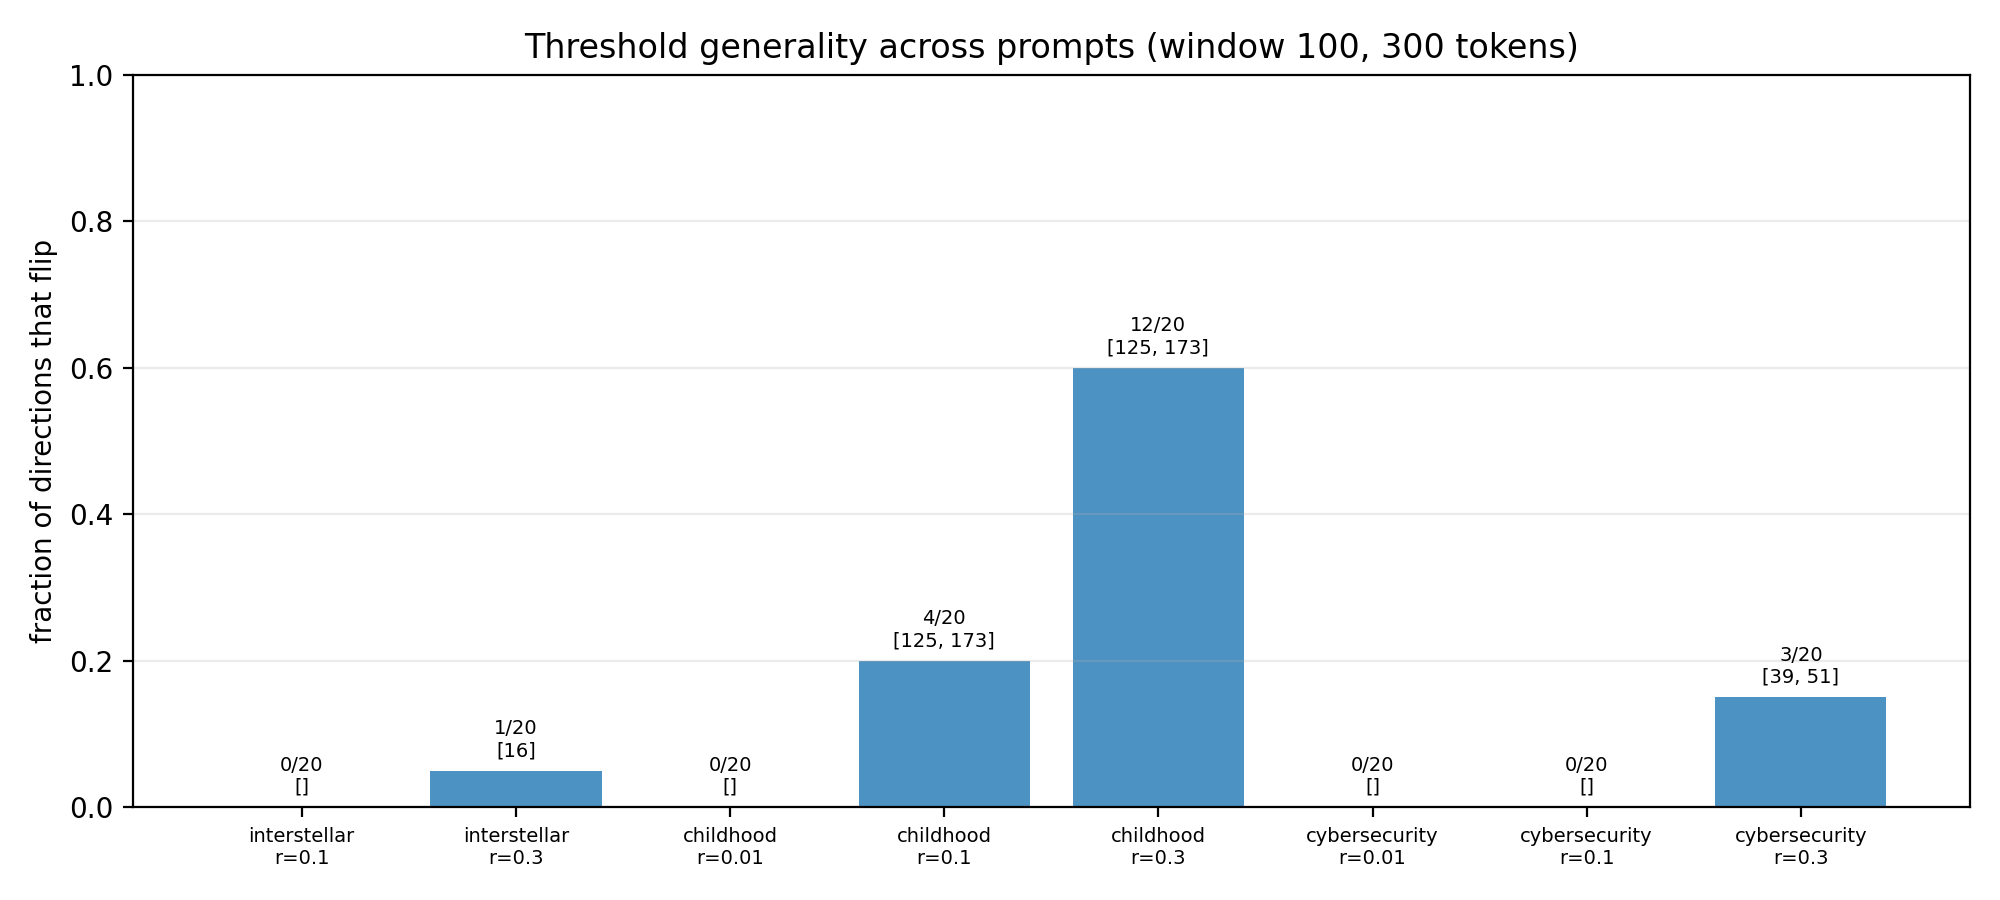 Threshold generality across prompts (window 100, 300 tokens)
fraction of directions that flip
1.0
0.8
0.6
0.4
0.2
0.0
0/20
[]
1/20
[16]
0/20
[]
4/20
[125, 173]
12/20
[125, 173]
0/20
[]
0/20
[]
3/20
[39, 51]
interstellar
r=0.1
interstellar
r=0.3
childhood
r=0.01
childhood
r=0.1
childhood
r=0.3
cybersecurity
r=0.01
cybersecurity
r=0.1
cybersecurity
r=0.3